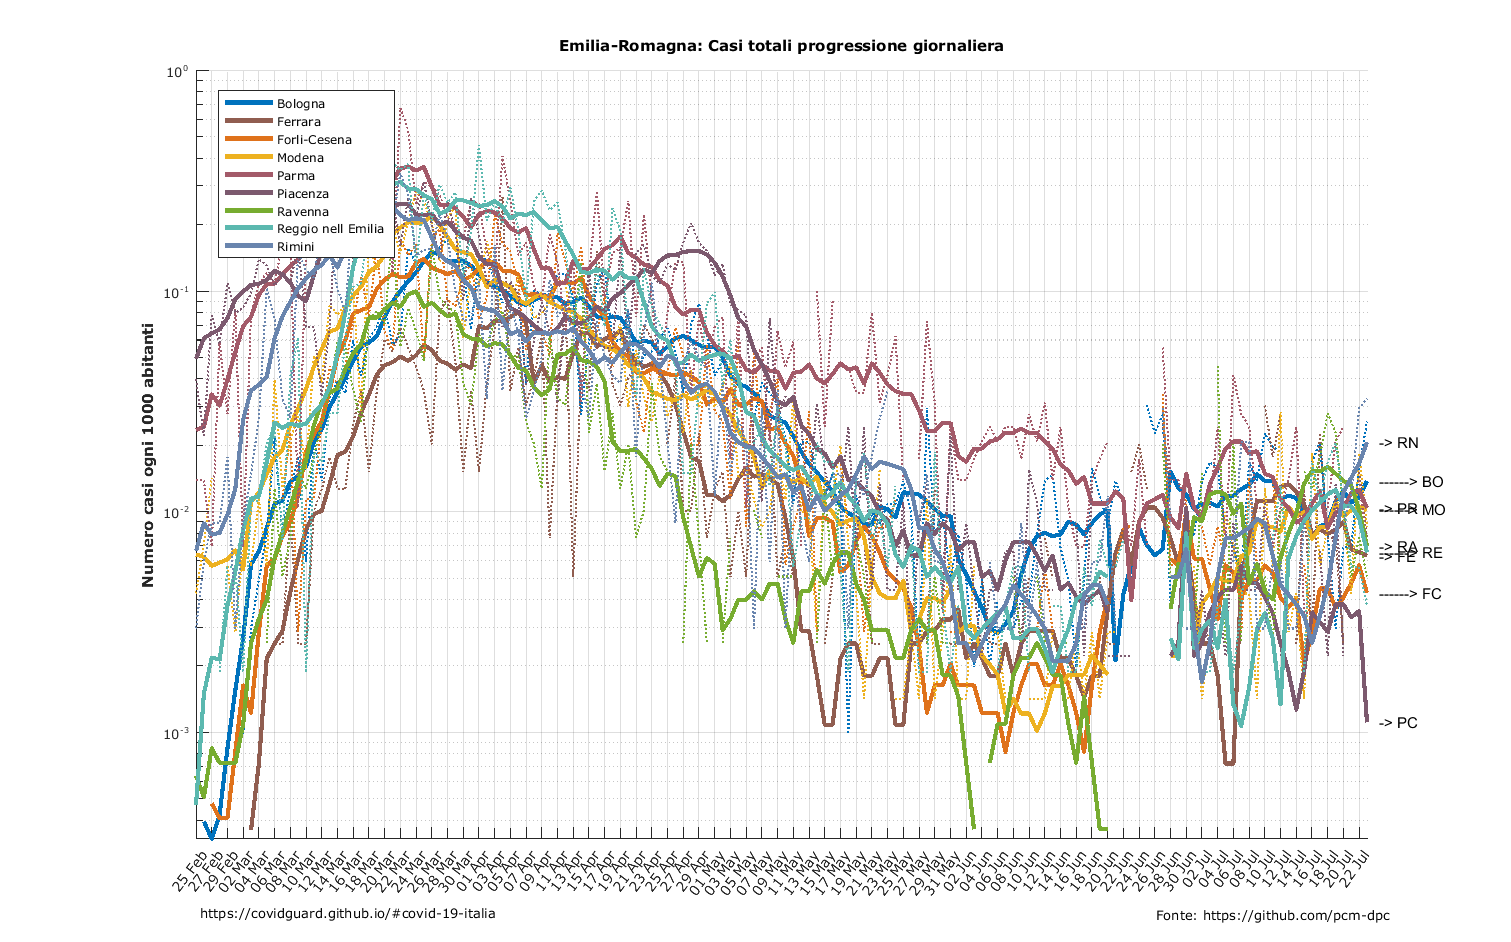 Emilia-Romagna: Casi totali progressione giornaliera
Numero casi ogni 1000 abitanti
10^0
10^-1
10^-2
10^-3
Bologna
Ferrara
Forli-Cesena
Modena
Parma
Piacenza
Ravenna
Reggio nell Emilia
Rimini
-> RN
------> BO
-> PR
------> MO
-> RA
------> RE
-> FE
------> FC
-> PC
25 Feb
27 Feb
29 Feb
02 Mar
04 Mar
06 Mar
08 Mar
10 Mar
12 Mar
14 Mar
16 Mar
18 Mar
20 Mar
22 Mar
24 Mar
26 Mar
28 Mar
30 Mar
01 Apr
03 Apr
05 Apr
07 Apr
09 Apr
11 Apr
13 Apr
15 Apr
17 Apr
19 Apr
21 Apr
23 Apr
25 Apr
27 Apr
29 Apr
01 May
03 May
05 May
07 May
09 May
11 May
13 May
15 May
17 May
19 May
21 May
23 May
25 May
27 May
29 May
31 May
02 Jun
04 Jun
06 Jun
08 Jun
10 Jun
12 Jun
14 Jun
16 Jun
18 Jun
20 Jun
22 Jun
24 Jun
26 Jun
28 Jun
30 Jun
02 Jul
04 Jul
06 Jul
08 Jul
10 Jul
12 Jul
14 Jul
16 Jul
18 Jul
20 Jul
22 Jul
https://covidguard.github.io/#covid-19-italia
Fonte: https://github.com/pcm-dpc